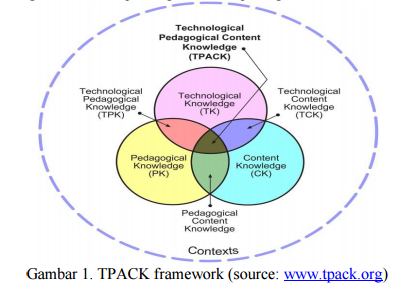 Technological
Pedagogical Content
Knowledge
(TPACK)
Technological
Pedagogical
Knowledge
(TPK)
Technological
Knowledge
(TK)
Technological
Content
Knowledge
(TCK)
Pedagogical
Knowledge
(PK)
Content
Knowledge
(CK)
Pedagogical
Content
Knowledge
Contexts
Gambar 1. TPACK framework (source: www.tpack.org)